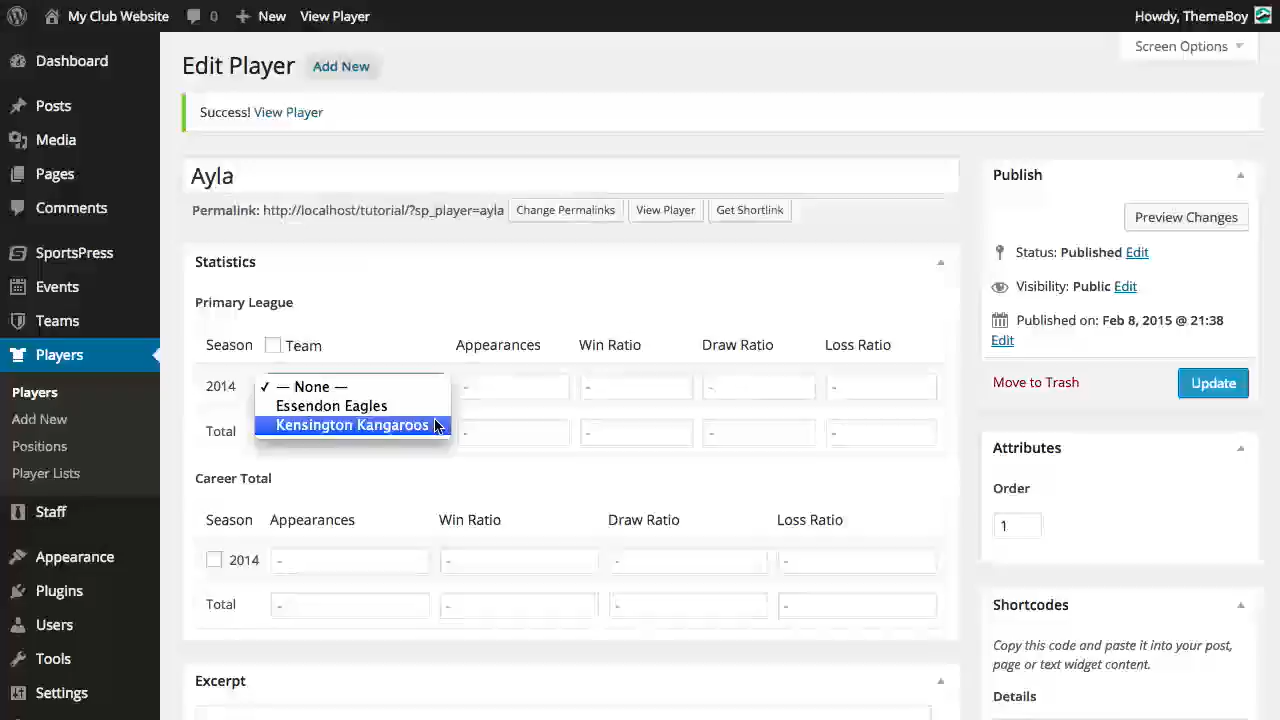 My Club Website 0 New View Player Howdy, ThemeBoy
Screen Options
Edit Player Add New
Success! View Player
Dashboard
Posts
Media
Pages
Comments
SportsPress
Events
Teams
Players
Players
Add New
Positions
Player Lists
Staff
Appearance
Plugins
Users
Tools
Settings
Ayla
Permalink: http://localhost/tutorial/?sp_player=ayla Change Permalinks View Player Get Shortlink
Statistics
Primary League
Season Team Appearances Win Ratio Draw Ratio Loss Ratio
2014 ✓ — None — - - - -
Essendon Eagles
Kensington Kangaroos
Total - - - -
Career Total
Season Appearances Win Ratio Draw Ratio Loss Ratio
2014 - - - -
Total - - - -
Excerpt
Publish
Preview Changes
Status: Published Edit
Visibility: Public Edit
Published on: Feb 8, 2015 @ 21:38
Edit
Move to Trash Update
Attributes
Order
1
Shortcodes
Copy this code and paste it into your post,
page or text widget content.
Details